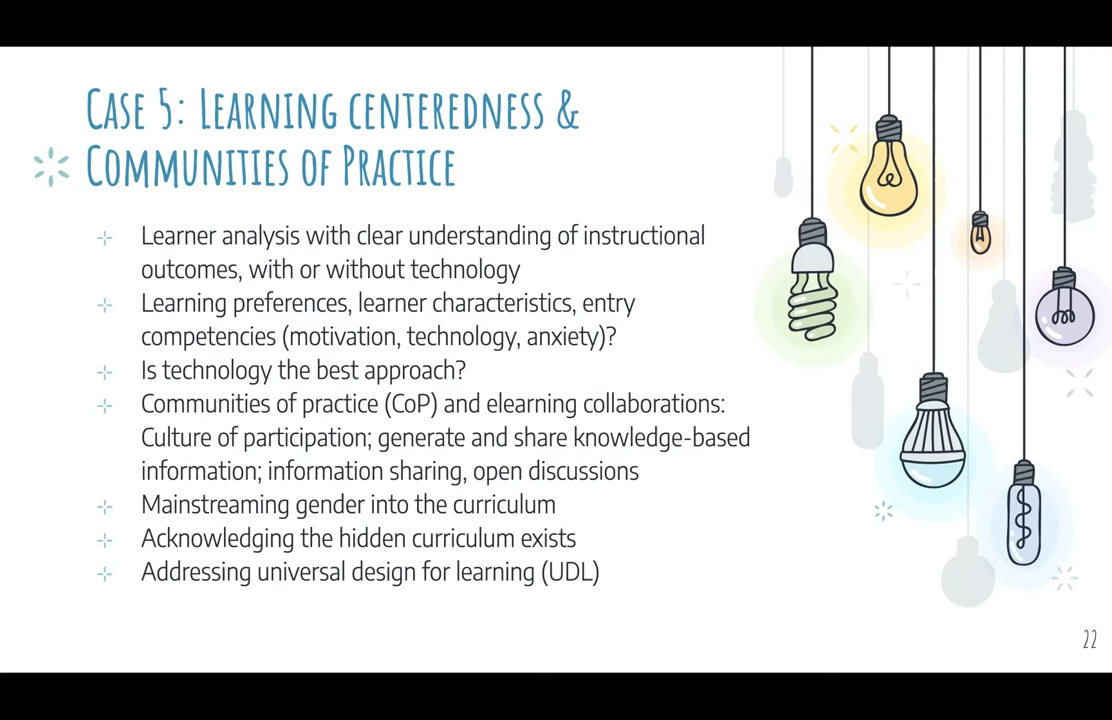 Case 5: Learning centeredness &
Communities of Practice
Learner analysis with clear understanding of instructional
outcomes, with or without technology
Learning preferences, learner characteristics, entry
competencies (motivation, technology, anxiety)?
Is technology the best approach?
Communities of practice (CoP) and elearning collaborations:
Culture of participation; generate and share knowledge-based
information; information sharing, open discussions
Mainstreaming gender into the curriculum
Acknowledging the hidden curriculum exists
Addressing universal design for learning (UDL)
22